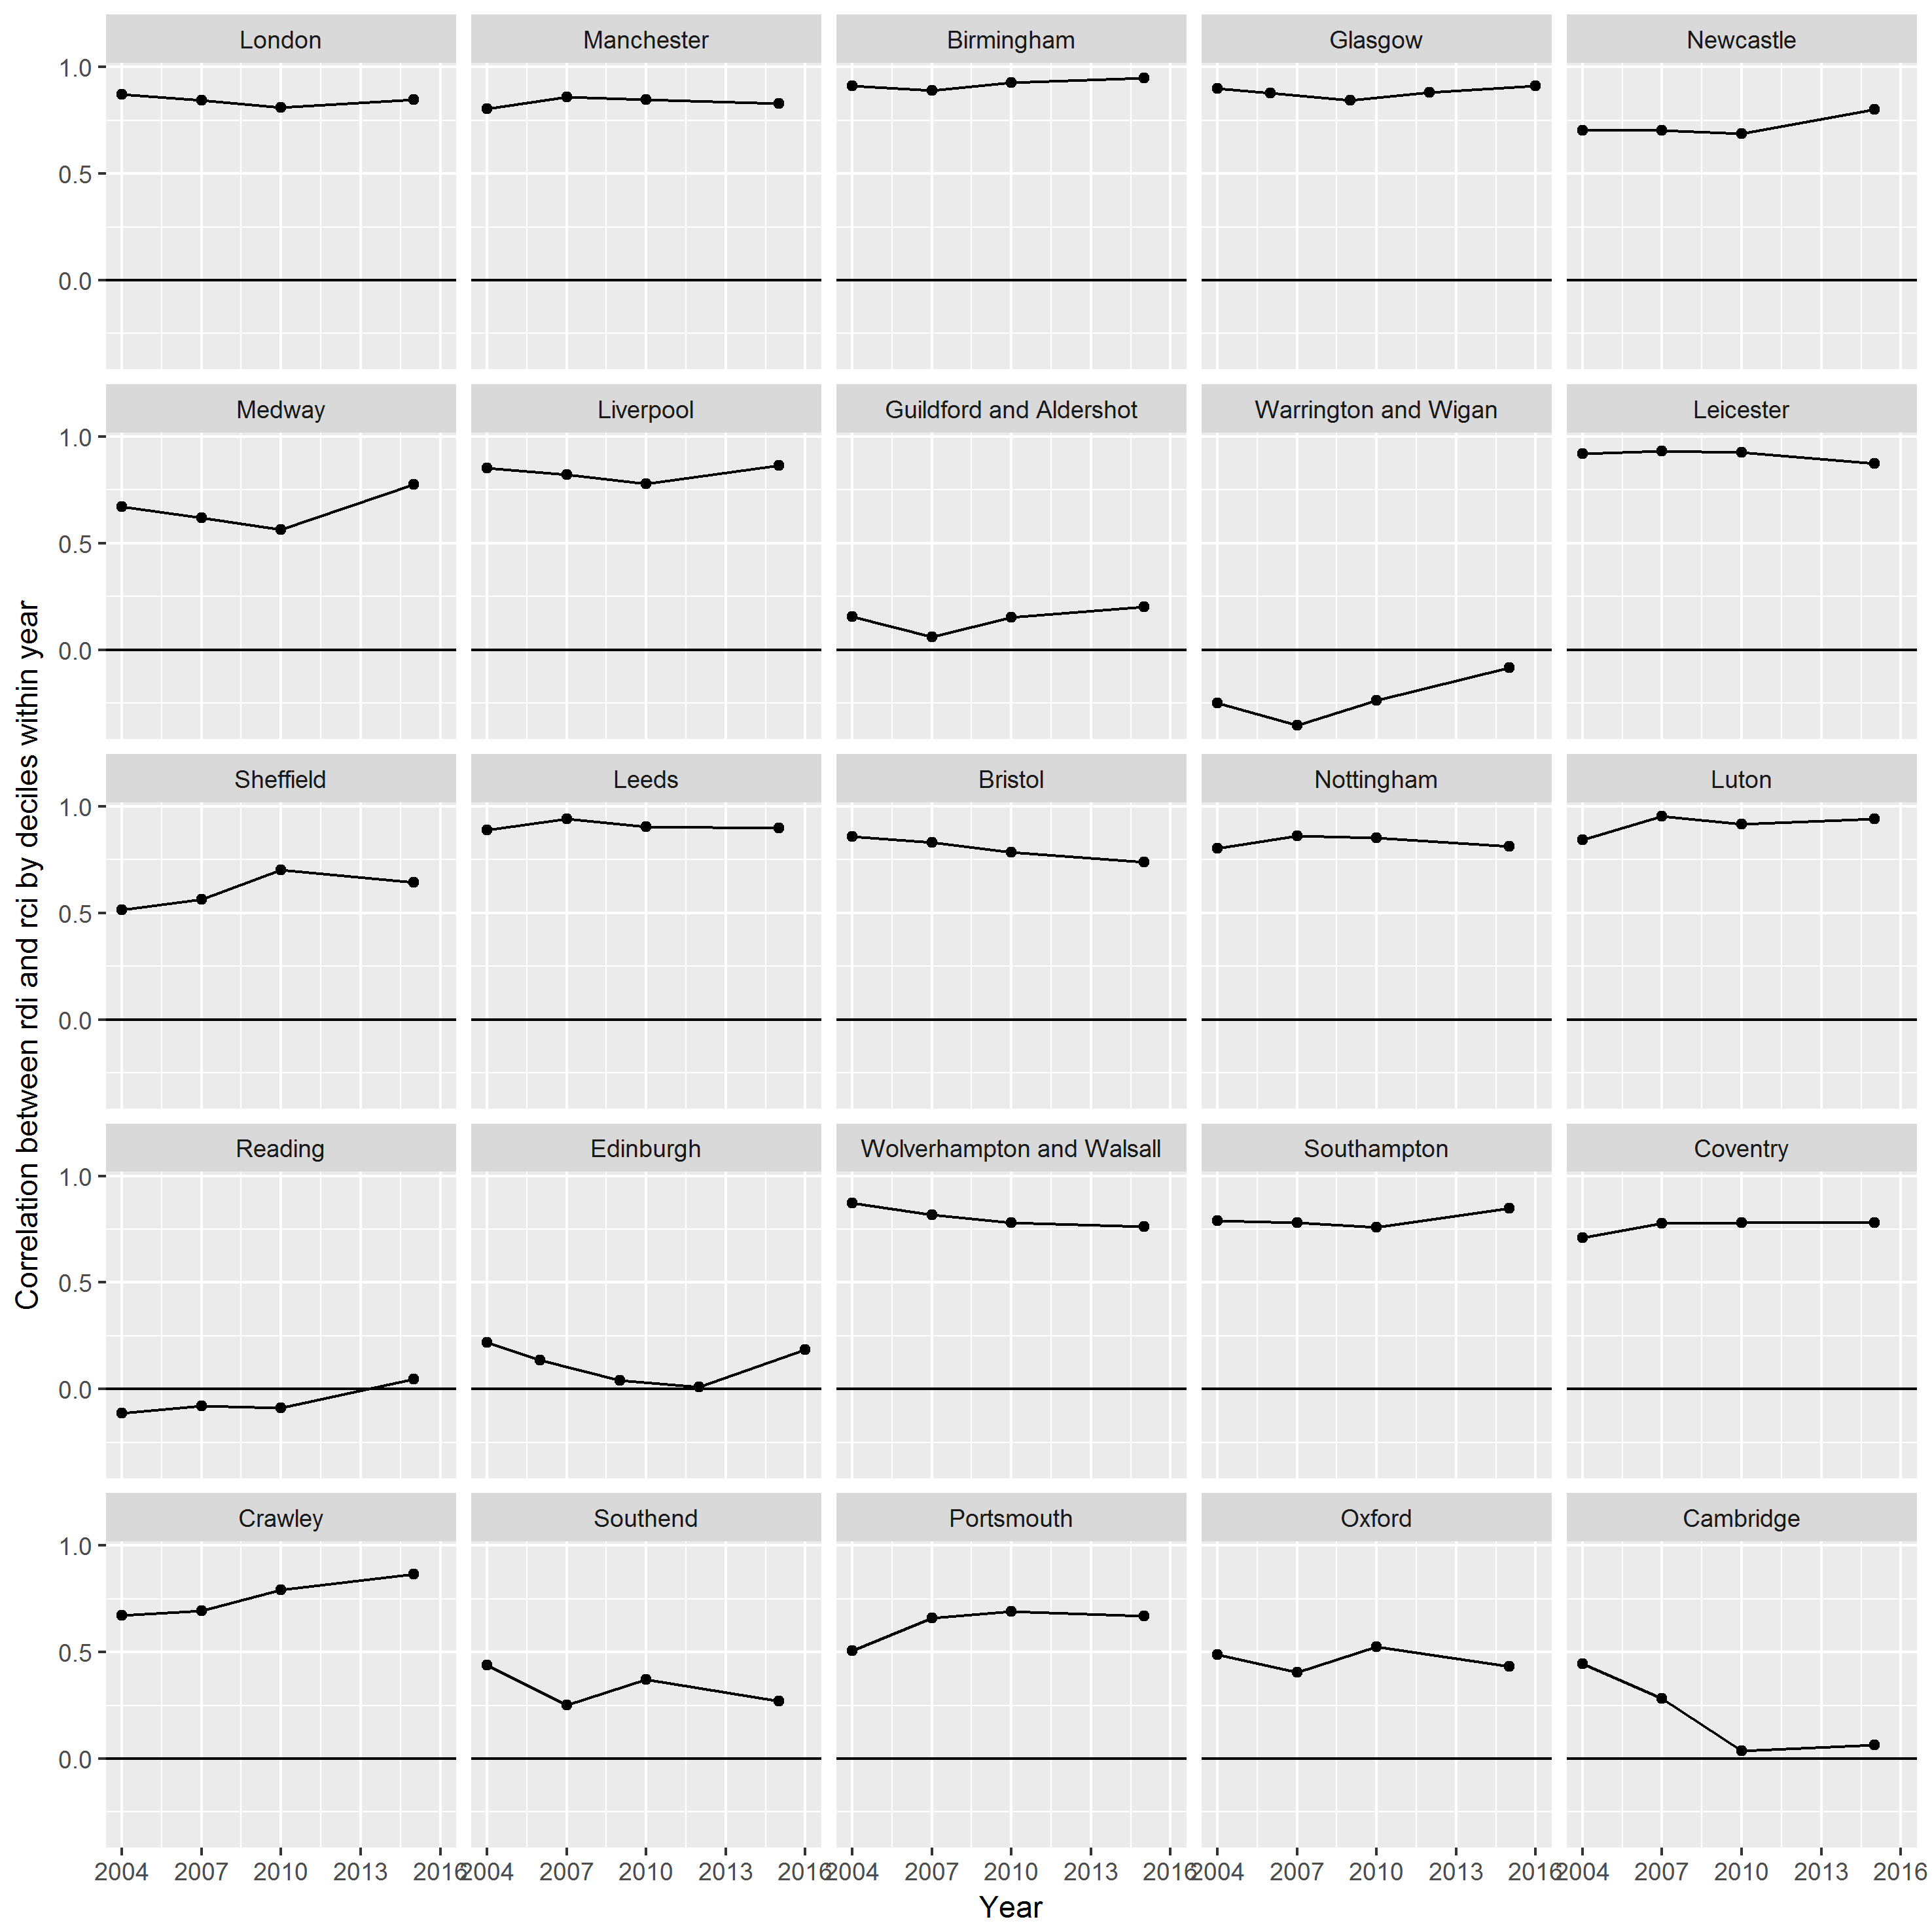 London Manchester Birmingham Glasgow Newcastle
1.0
0.5
0.0
Medway Liverpool Guildford and Aldershot Warrington and Wigan Leicester
1.0
0.5
0.0
Correlation between rdi and rci by deciles within year
Sheffield Leeds Bristol Nottingham Luton
1.0
0.5
0.0
Reading Edinburgh Wolverhampton and Walsall Southampton Coventry
1.0
0.5
0.0
Crawley Southend Portsmouth Oxford Cambridge
1.0
0.5
0.0
2004 2007 2010 2013 2016 2004 2007 2010 2013 2016 2004 2007 2010 2013 2016 2004 2007 2010 2013 2016 2004 2007 2010 2013 2016
Year